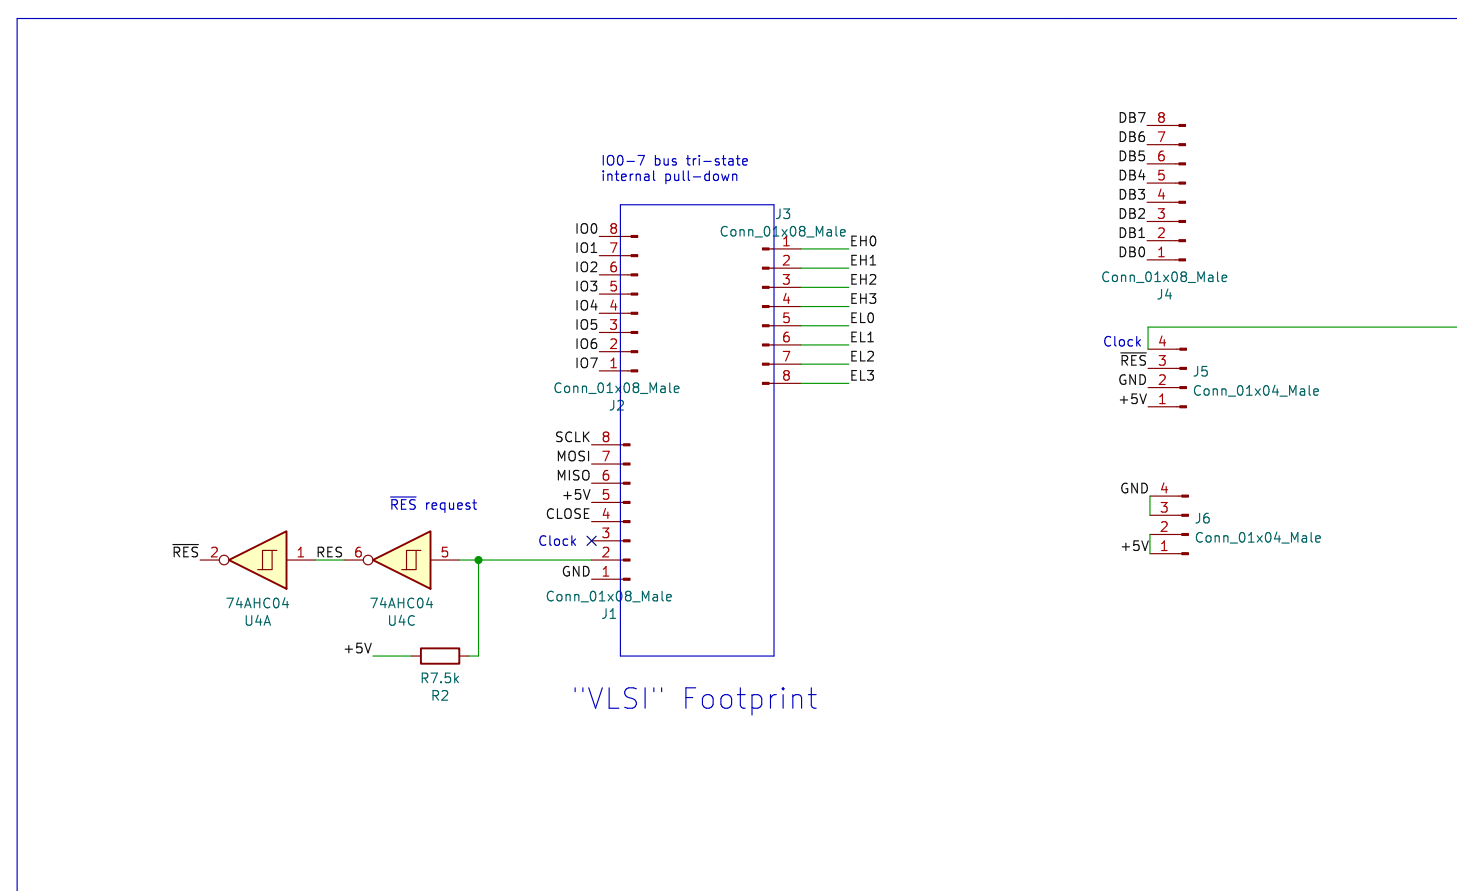 IO0-7 bus tri-state
internal pull-down
IO0 8
IO1 7
IO2 6
IO3 5
IO4 4
IO5 3
IO6 2
IO7 1
Conn_01x08_Male
J2
J3
Conn_01x08_Male
1 EH0
2 EH1
3 EH2
4 EH3
5 EL0
6 EL1
7 EL2
8 EL3
SCLK 8
MOSI 7
MISO 6
+5V 5
CLOSE 4
Clock 3
2
GND 1
Conn_01x08_Male
J1
RES request
RES 2 1 RES 6 5
74AHC04
U4A
74AHC04
U4C
+5V
R7.5k
R2
"VLSI" Footprint
DB7 8
DB6 7
DB5 6
DB4 5
DB3 4
DB2 3
DB1 2
DB0 1
Conn_01x08_Male
J4
Clock 4
RES 3
GND 2
+5V 1
J5
Conn_01x04_Male
GND 4
3
2
+5V 1
J6
Conn_01x04_Male